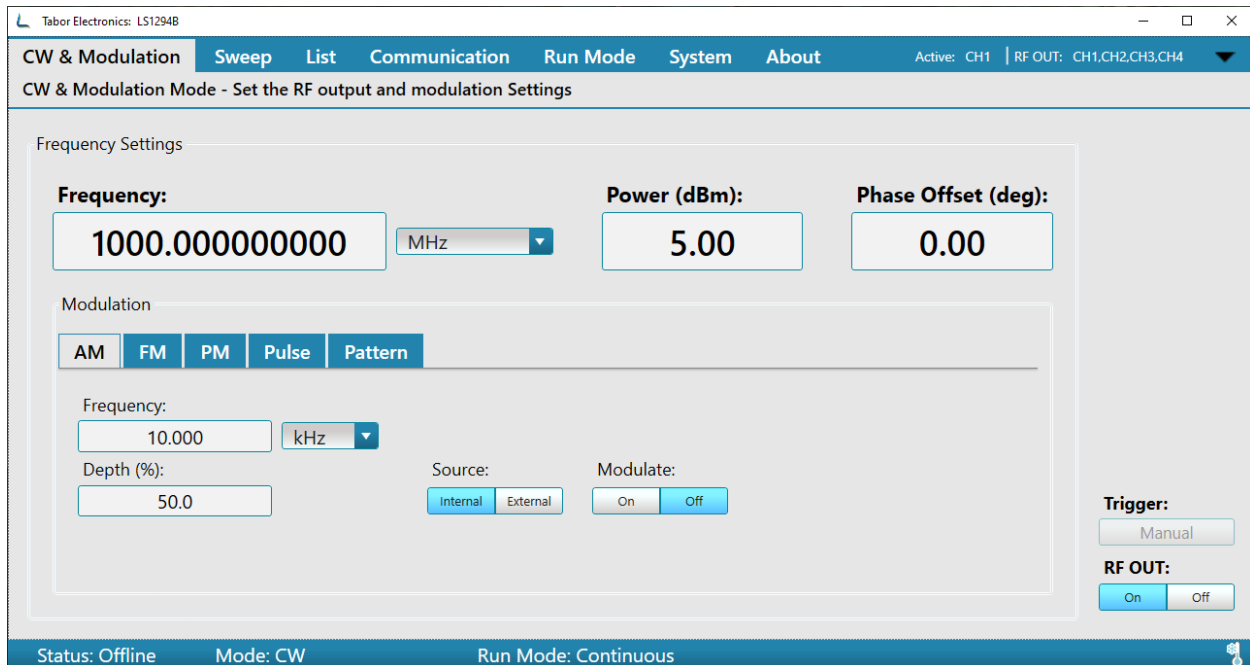 Tabor Electronics: LS1294B
CW & Modulation Sweep List Communication Run Mode System About Active: CH1 RF OUT: CH1,CH2,CH3,CH4
CW & Modulation Mode - Set the RF output and modulation Settings
Frequency Settings
Frequency: Power (dBm): Phase Offset (deg):
1000.000000000 MHz 5.00 0.00
Modulation
AM FM PM Pulse Pattern
Frequency:
10.000 kHz
Depth (%): Source: Modulate:
50.0 Internal External On Off
Trigger:
Manual
RF OUT:
On Off
Status: Offline Mode: CW Run Mode: Continuous